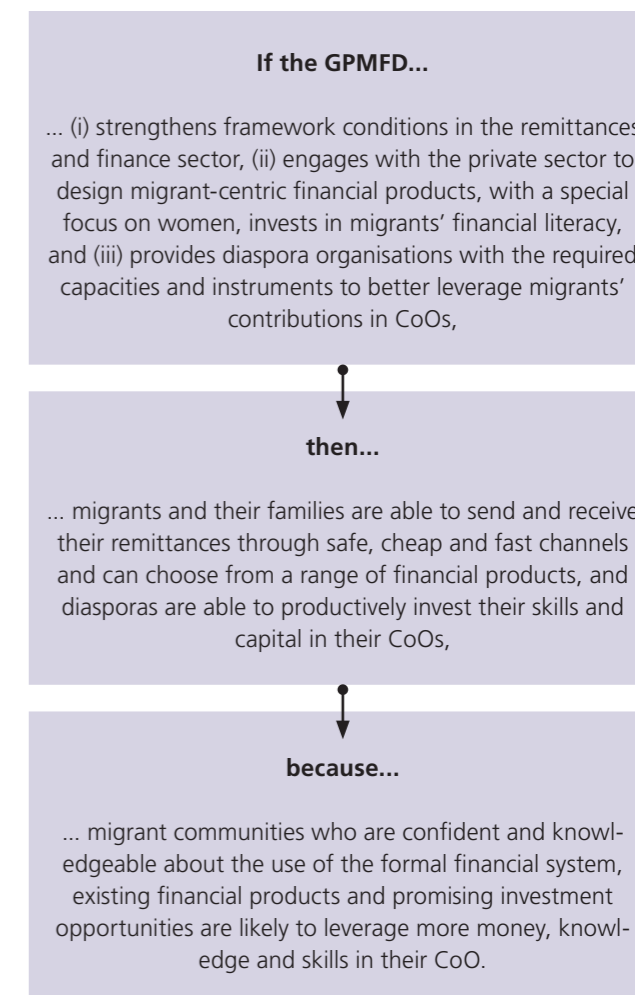 If the GPMFD...
... (i) strengthens framework conditions in the remittances
and finance sector, (ii) engages with the private sector to
design migrant-centric financial products, with a special
focus on women, invests in migrants’ financial literacy,
and (iii) provides diaspora organisations with the required
capacities and instruments to better leverage migrants’
contributions in CoOs,
then...
... migrants and their families are able to send and receive
their remittances through safe, cheap and fast channels
and can choose from a range of financial products, and
diasporas are able to productively invest their skills and
capital in their CoOs,
because...
... migrant communities who are confident and knowl-
edgeable about the use of the formal financial system,
existing financial products and promising investment
opportunities are likely to leverage more money, knowl-
edge and skills in their CoO.